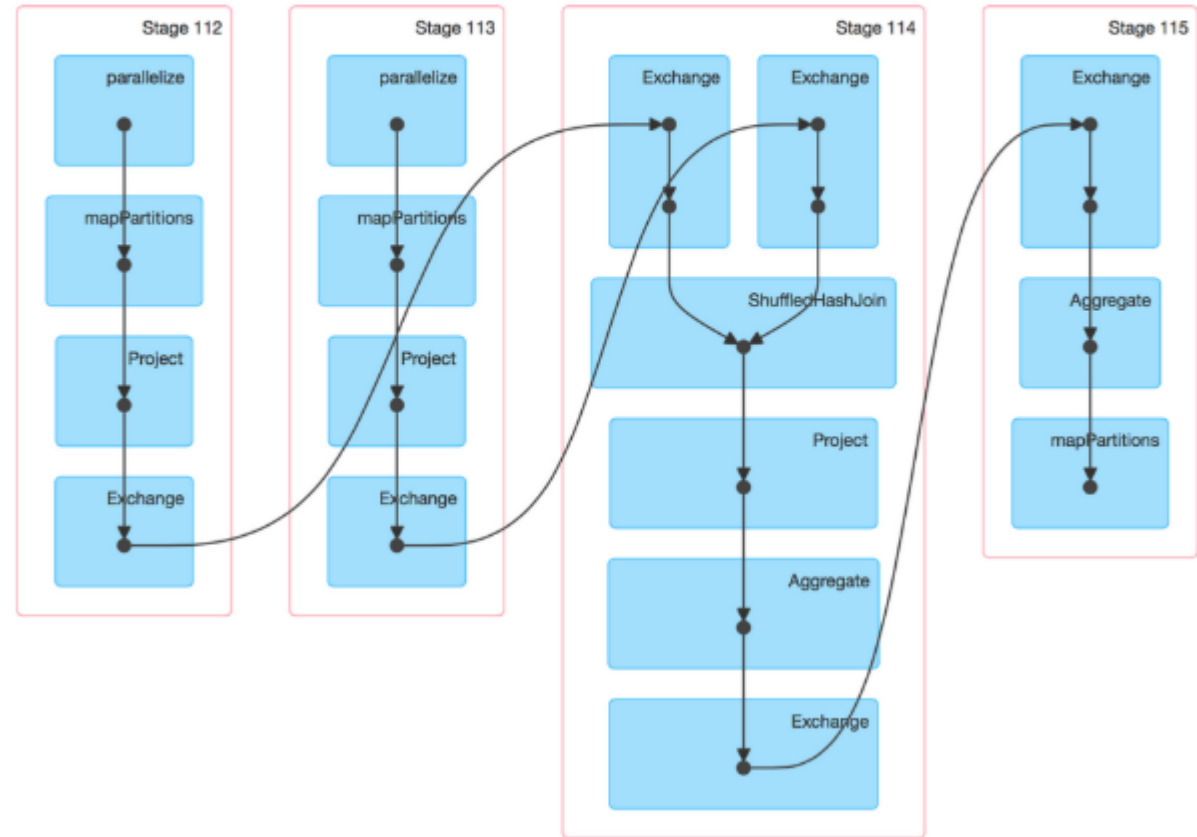 Stage 112
parallelize
mapPartitions
Project
Exchange
Stage 113
parallelize
mapPartitions
Project
Exchange
Stage 114
Exchange
Exchange
ShuffledHashJoin
Project
Aggregate
Exchange
Stage 115
Exchange
Aggregate
mapPartitions